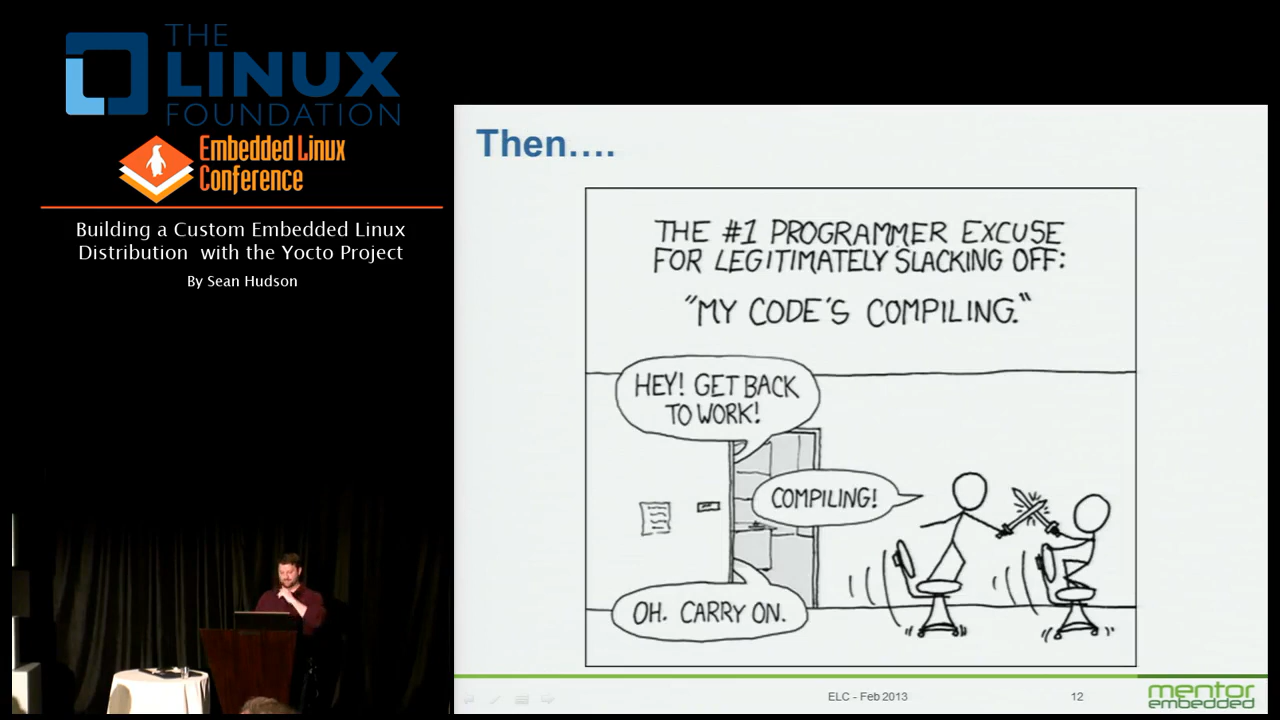 THE
LINUX
FOUNDATION
Embedded Linux
Conference
Building a Custom Embedded Linux
Distribution with the Yocto Project
By Sean Hudson
Then....
THE #1 PROGRAMMER EXCUSE
FOR LEGITIMATELY SLACKING OFF:
"MY CODE'S COMPILING."
HEY! GET BACK
TO WORK!
COMPILING!
OH. CARRY ON.
ELC - Feb 2013
12
mentor
embedded